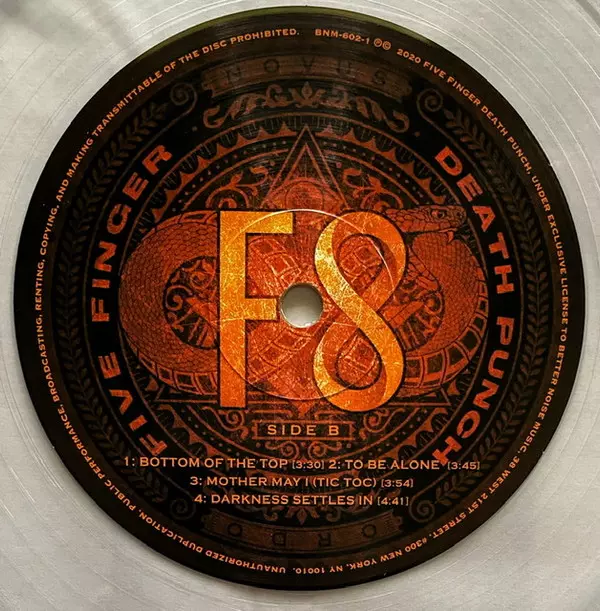 UNAUTHORIZED DUPLICATION, PUBLIC PERFORMANCE, BROADCASTING, RENTING, COPYING, AND MAKING TRANSMITTABLE OF THE DISC PROHIBITED. BNM-602-1 ℗© 2020 FIVE FINGER DEATH PUNCH, UNDER EXCLUSIVE LICENSE TO BETTER NOISE MUSIC, 38 WEST 21ST STREET, #300 NEW YORK, NY 10010.
NOVUS
FIVE FINGER DEATH PUNCH
F8
SIDE B
1: BOTTOM OF THE TOP [3:30] 2: TO BE ALONE [3:45]
3: MOTHER MAY I (TIC TOC) [3:54]
4: DARKNESS SETTLES IN [4:41]
ORDO